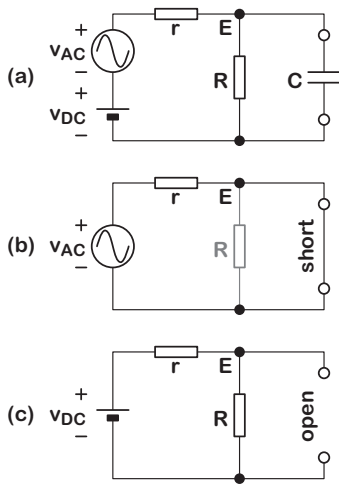 + r E
(a) vAC
−
+ R C
vDC
−
+ r E
(b) vAC R short
−
r E
+
(c) vDC R open
−